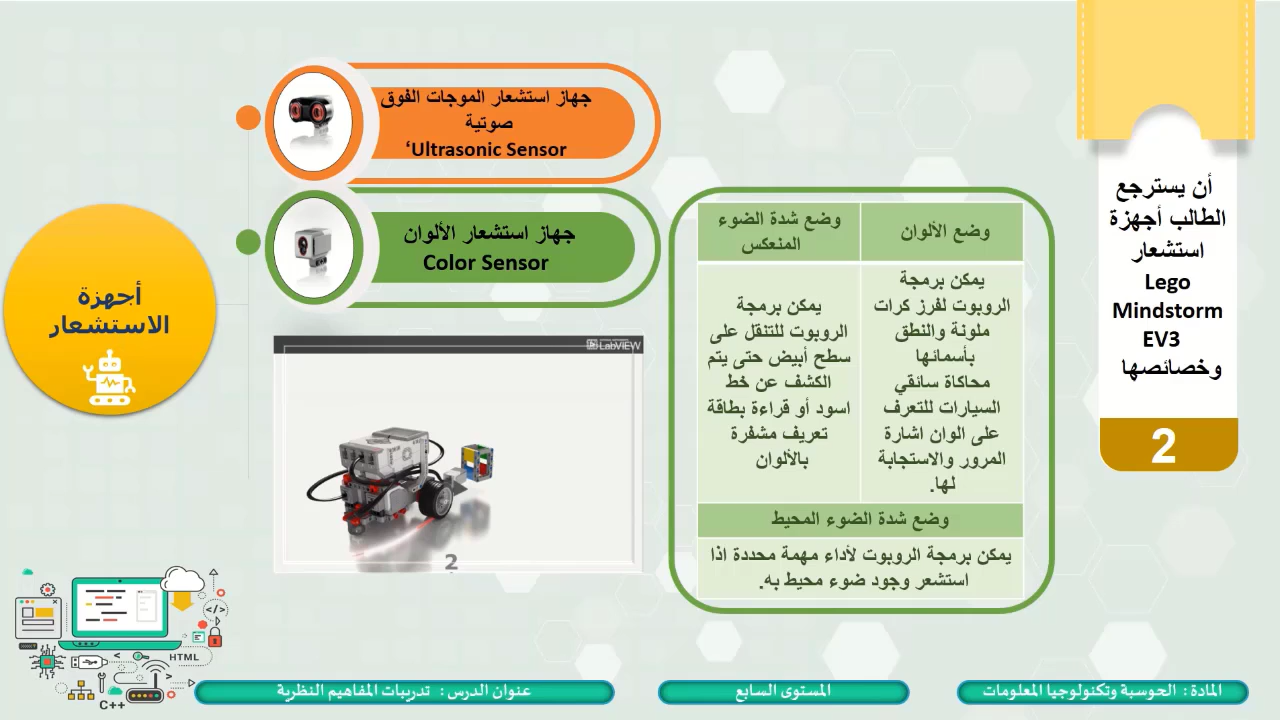 أن يسترجع
الطالب أجهزة
استشعار
Lego
Mindstorm
EV3
وخصائصها
2
جهاز استشعار الموجات الفوق
صوتية
‘Ultrasonic Sensor
جهاز استشعار الألوان
Color Sensor
أجهزة
الاستشعار
وضع الألوان
وضع شدة الضوء
المنعكس
يمكن برمجة
الروبوت لفرز كرات
ملونة والنطق
بأسمائها
محاكاة سائقي
السيارات للتعرف
على الوان اشارة
المرور والاستجابة
لها.
يمكن برمجة
الروبوت للتنقل على
سطح أبيض حتى يتم
الكشف عن خط
اسود أو قراءة بطاقة
تعريف مشفرة
بالألوان
وضع شدة الضوء المحيط
يمكن برمجة الروبوت لأداء مهمة محددة اذا
استشعر وجود ضوء محيط به.
LabVIEW
2
</>
HTML
C++
المادة : الحوسبة وتكنولوجيا المعلومات
المستوى السابع
عنوان الدرس : تدريبات المفاهيم النظرية